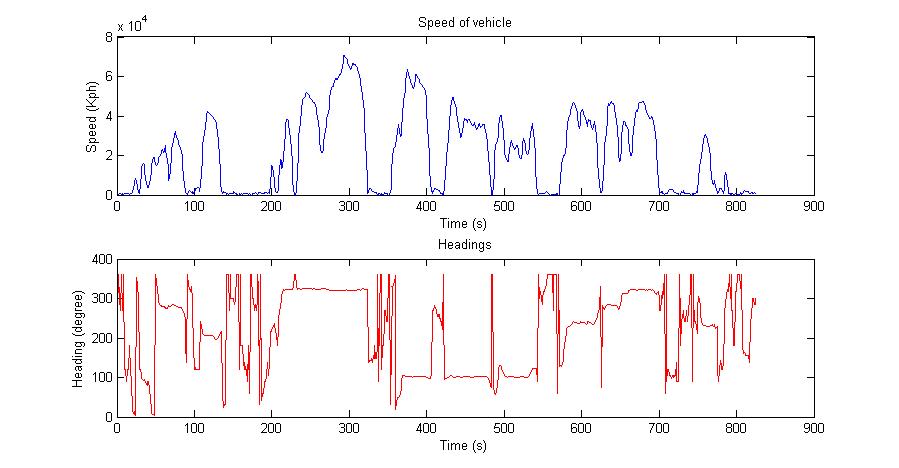 Speed of vehicle
x 10^4
8
6
4
2
0
Speed (Kph)
0 100 200 300 400 500 600 700 800 900
Time (s)
Headings
400
300
200
100
0
Heading (degree)
0 100 200 300 400 500 600 700 800 900
Time (s)